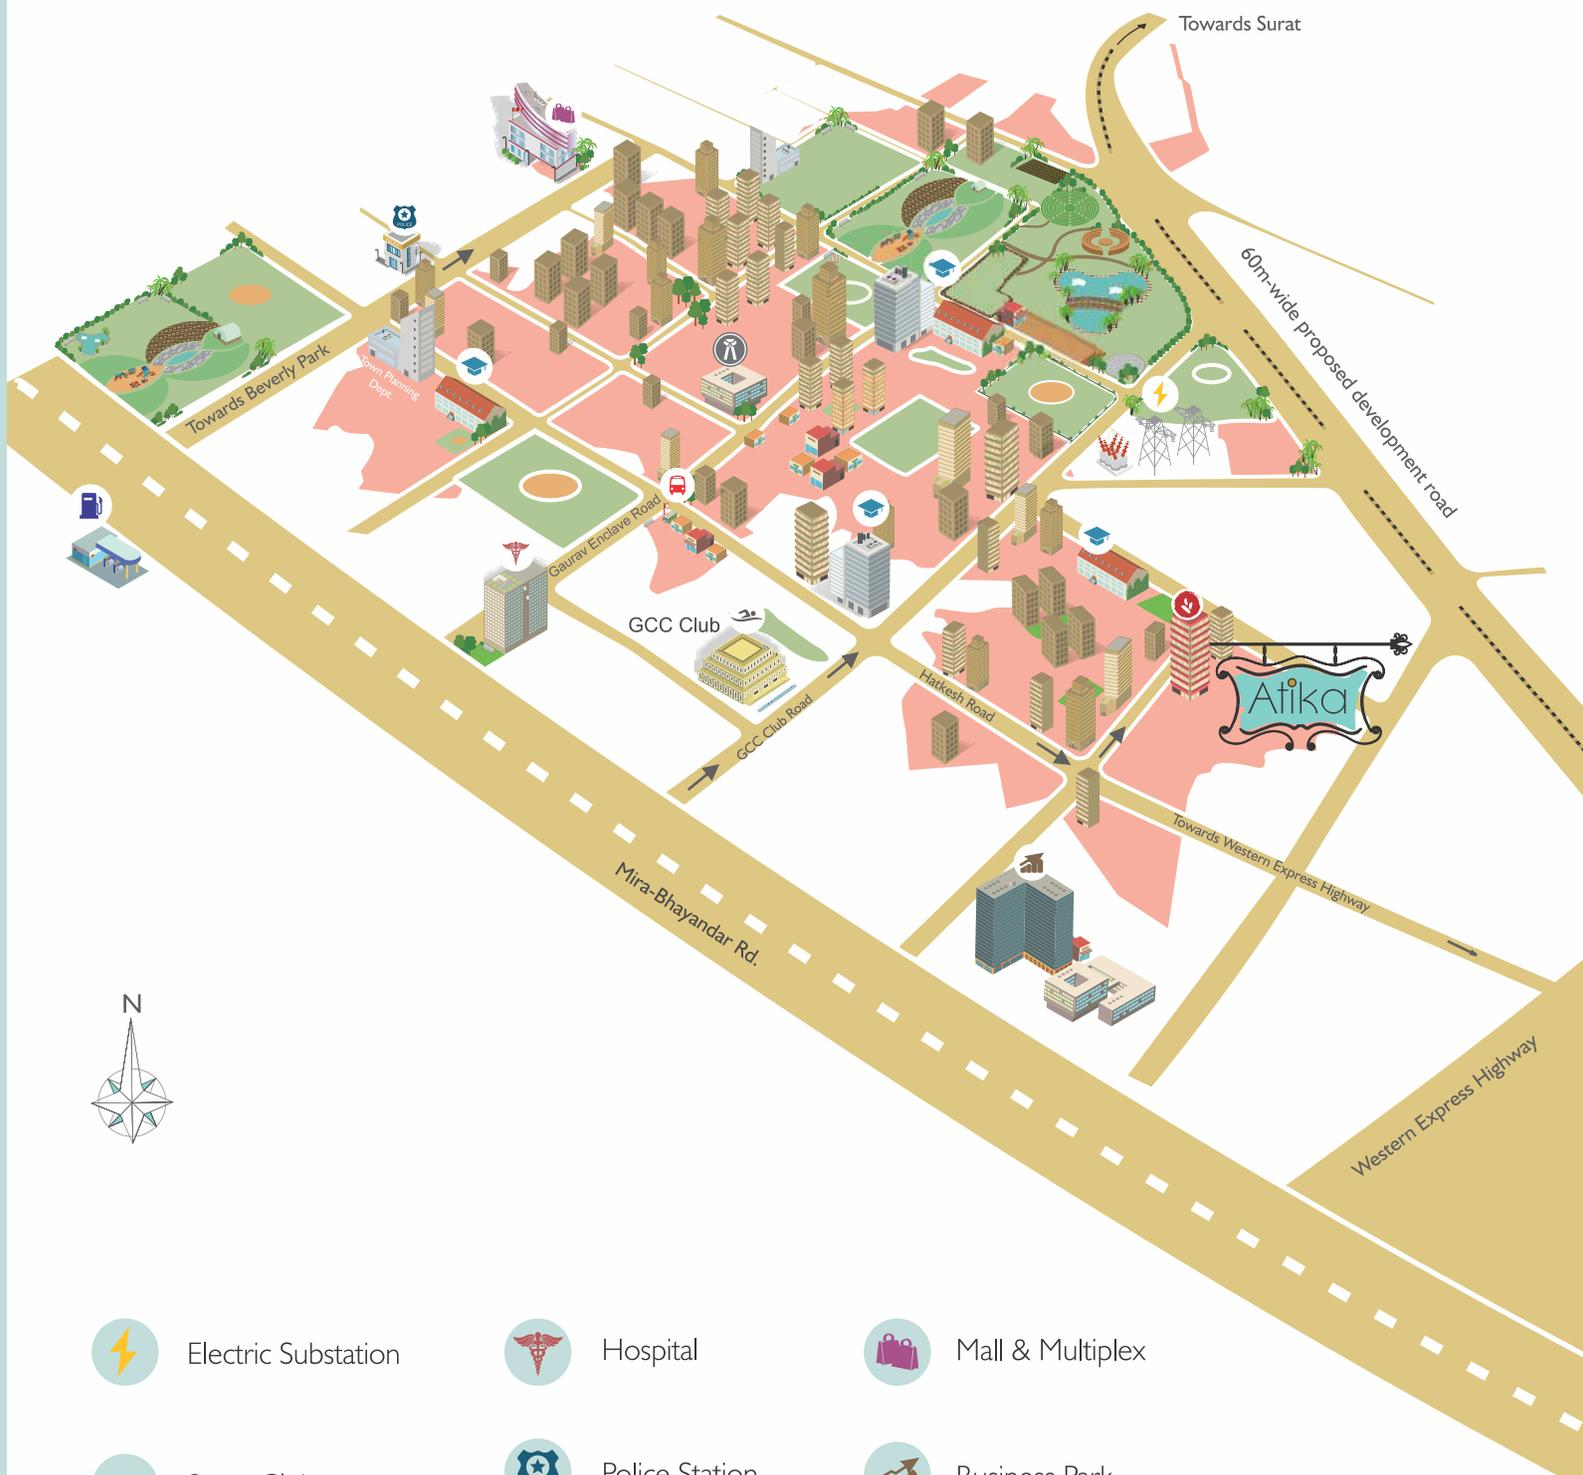 Towards Surat
60m-wide proposed development road
POLICE
Towards Beverly Park
Town Planning
Dept.
Gaurav Enclave Road
GCC Club
GCC Club Road
Hatkesh Road
Atika
Towards Western Express Highway
Mira-Bhayandar Rd.
Western Express Highway
N
Electric Substation
Hospital
Mall & Multiplex
Police Station
Business Park